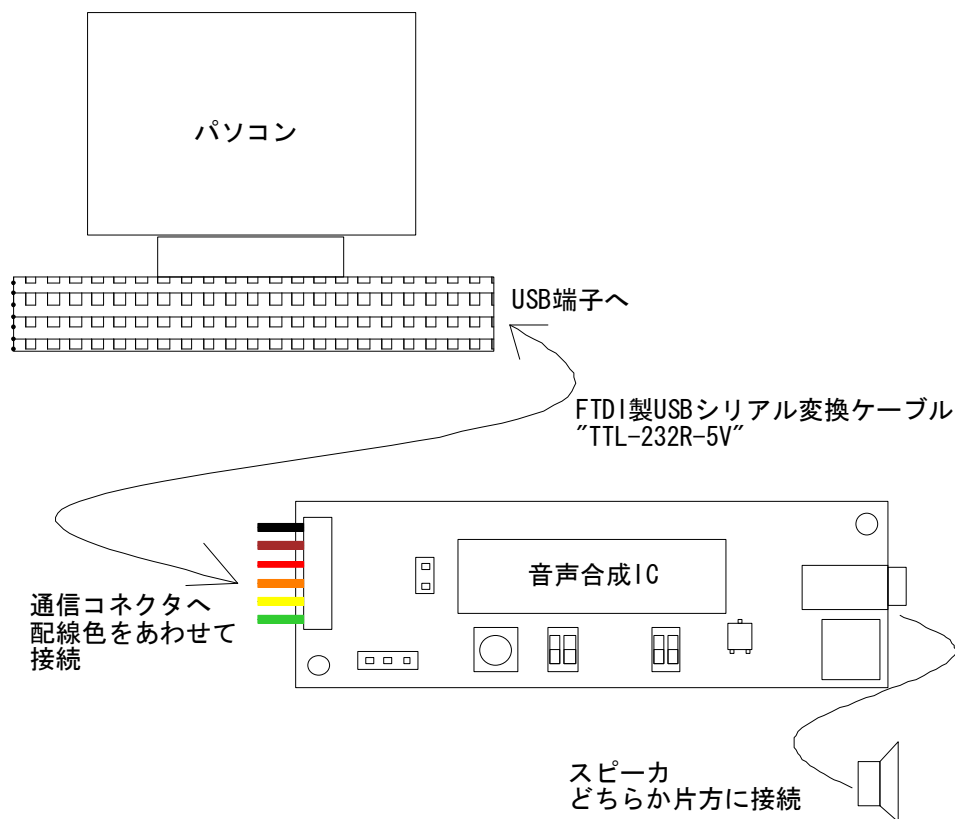 パソコン
USB端子へ
FTDI製USBシリアル変換ケーブル
"TTL-232R-5V"
音声合成IC
通信コネクタへ
配線色をあわせて
接続
スピーカ
どちらか片方に接続